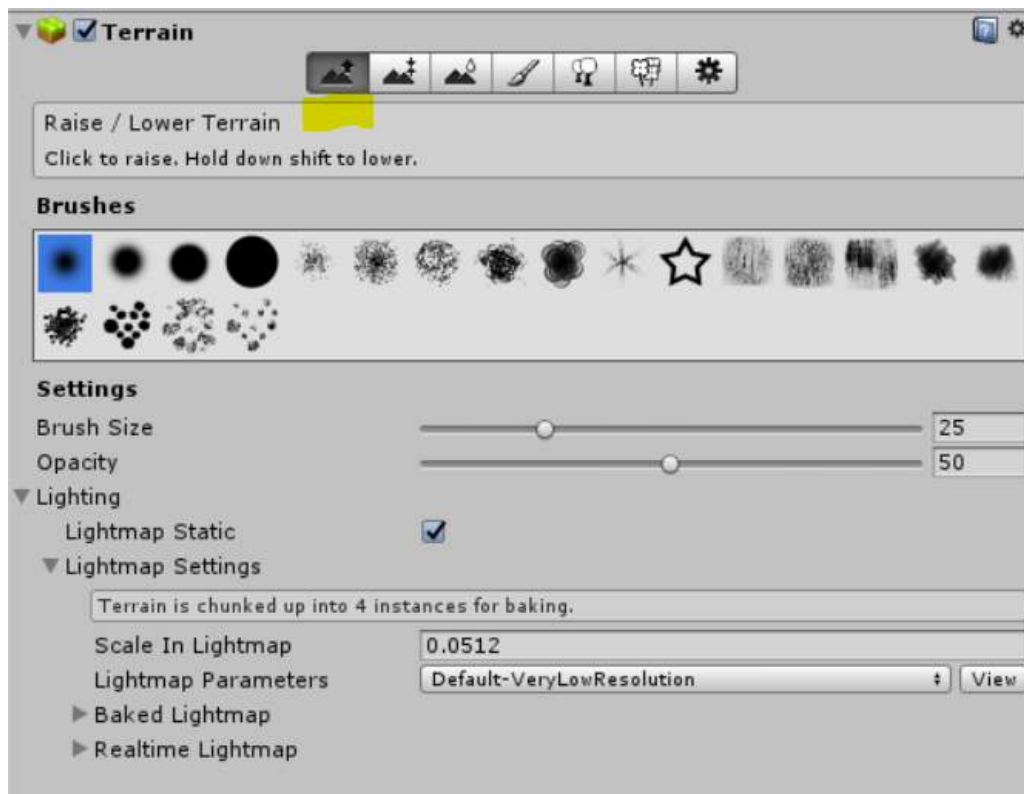 Terrain
Raise / Lower Terrain
Click to raise. Hold down shift to lower.
Brushes
Settings
Brush Size 25
Opacity 50
Lighting
Lightmap Static
Lightmap Settings
Terrain is chunked up into 4 instances for baking.
Scale In Lightmap 0.0512
Lightmap Parameters Default-VeryLowResolution View
Baked Lightmap
Realtime Lightmap